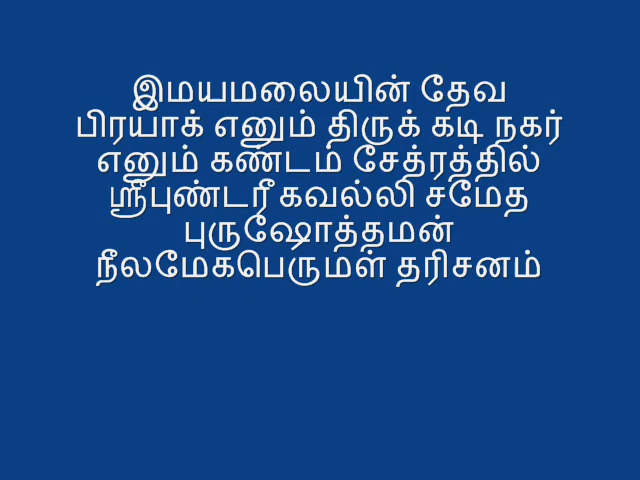 இமயமலையின் தேவ
பிரயாக் எனும் திருக் கடி நகர்
எனும் கண்டம் சேத்ரத்தில்
ஸ்ரீபுண்டரீகவல்லி சமேத
புருஷோத்தமன்
நீலமேகபெருமள் தரிசனம்